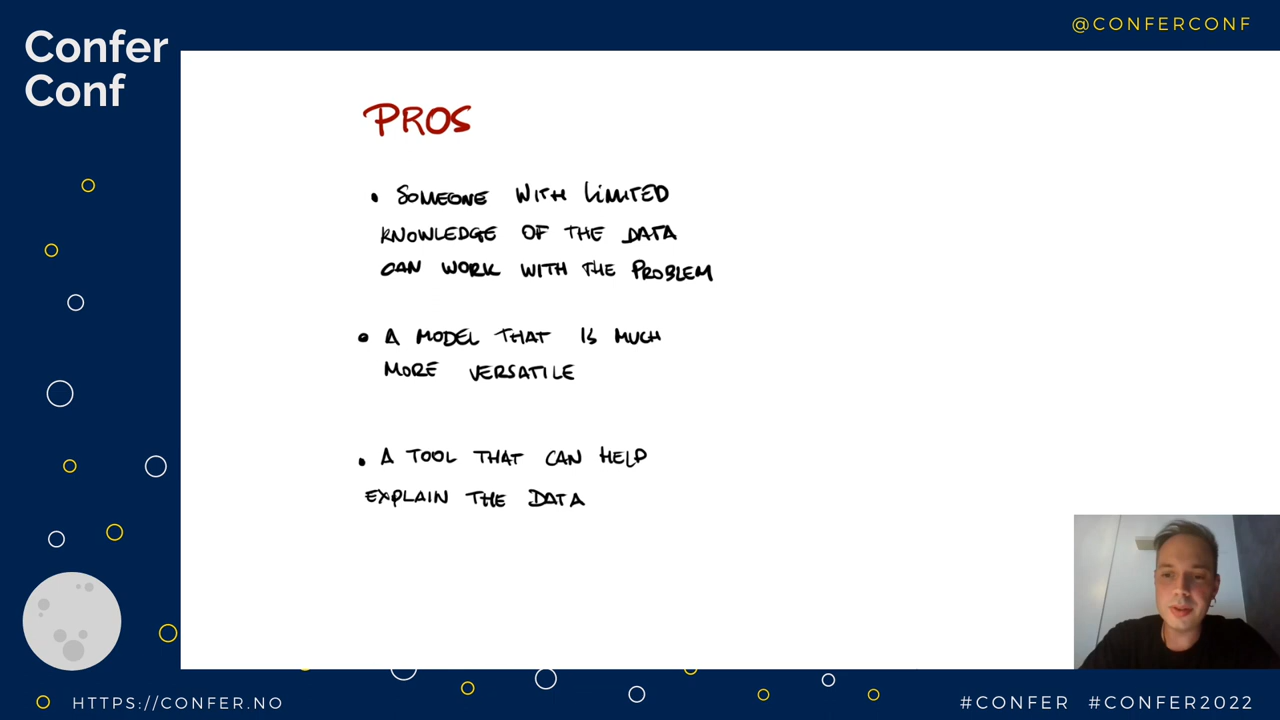 Confer
Conf
@CONFERCONF
PROS
• SOMEONE WITH LIMITED
KNOWLEDGE OF THE DATA
CAN WORK WITH THE PROBLEM
• A MODEL THAT IS MUCH
MORE VERSATILE
• A TOOL THAT CAN HELP
EXPLAIN THE DATA
HTTPS://CONFER.NO
#CONFER #CONFER2022